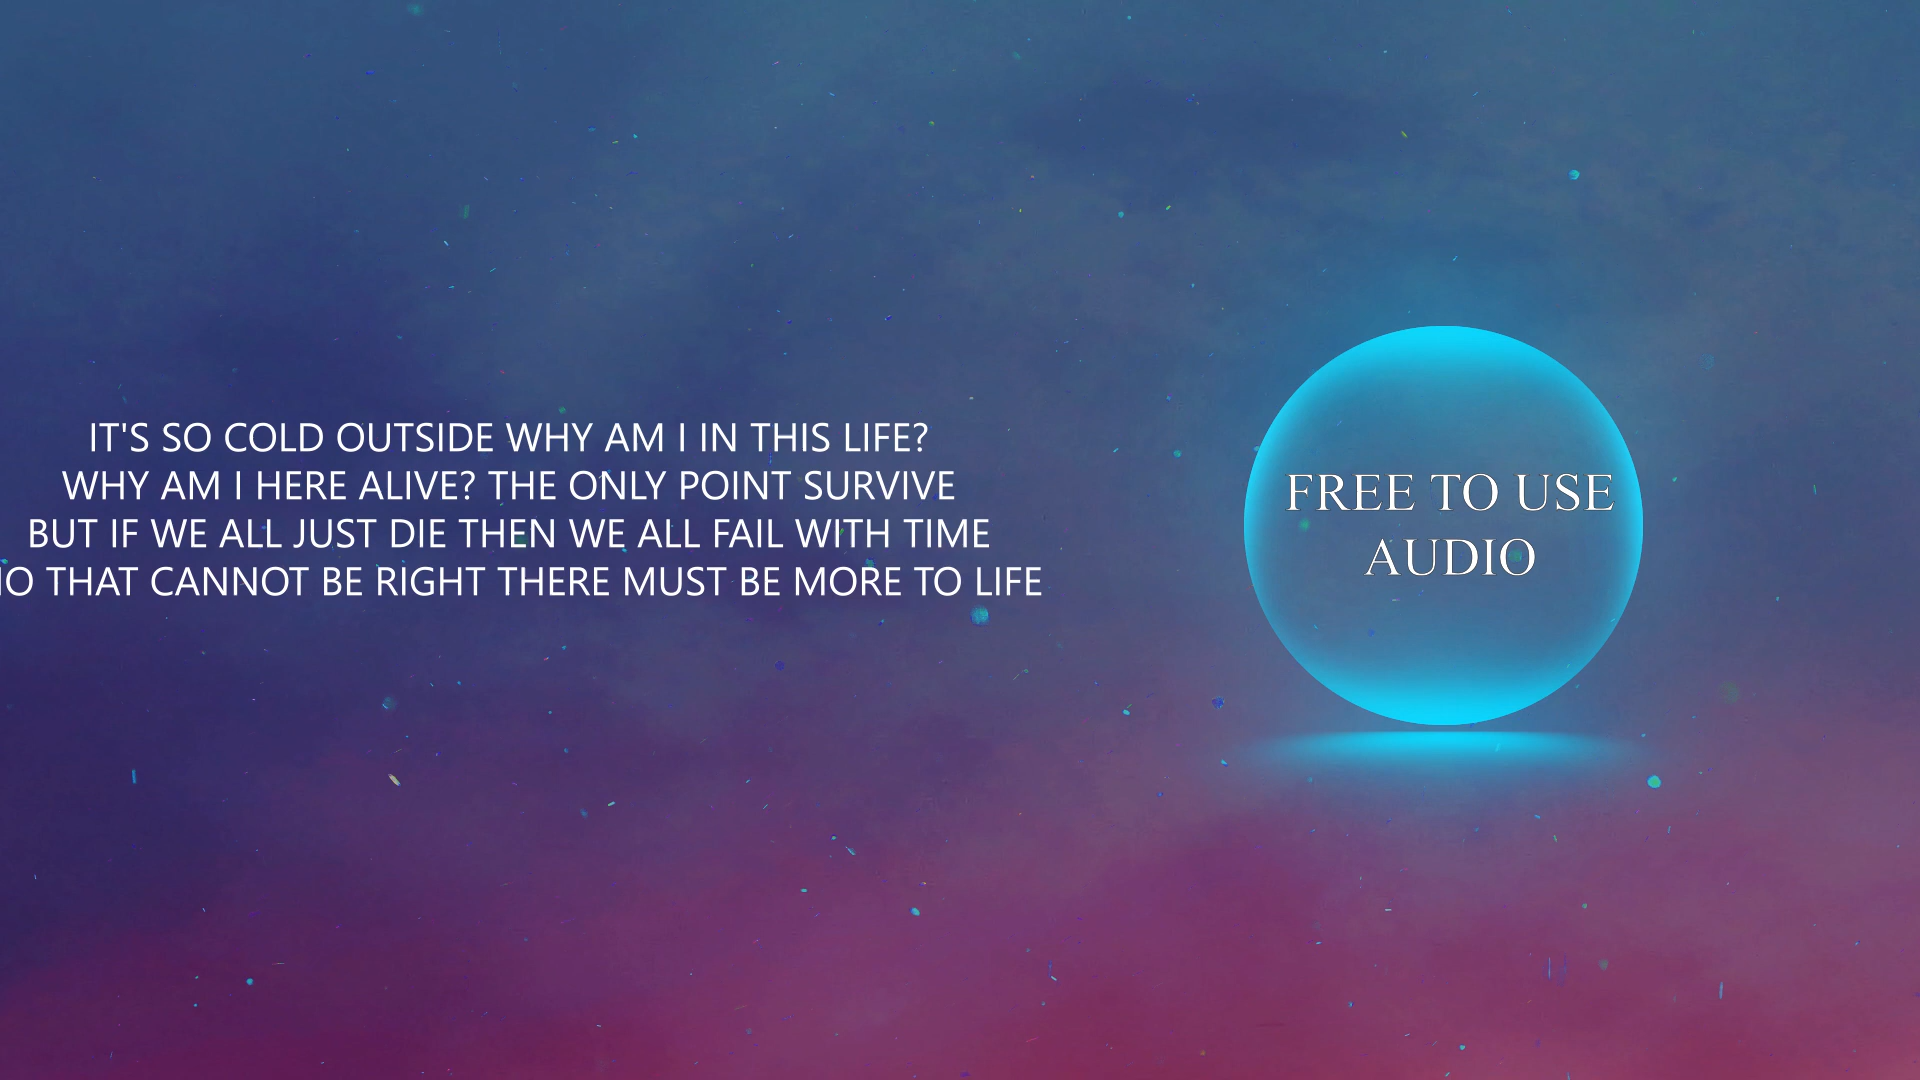 IT'S SO COLD OUTSIDE WHY AM I IN THIS LIFE?
WHY AM I HERE ALIVE? THE ONLY POINT SURVIVE
BUT IF WE ALL JUST DIE THEN WE ALL FAIL WITH TIME
THAT CANNOT BE RIGHT THERE MUST BE MORE TO LIFE
FREE TO USE
AUDIO